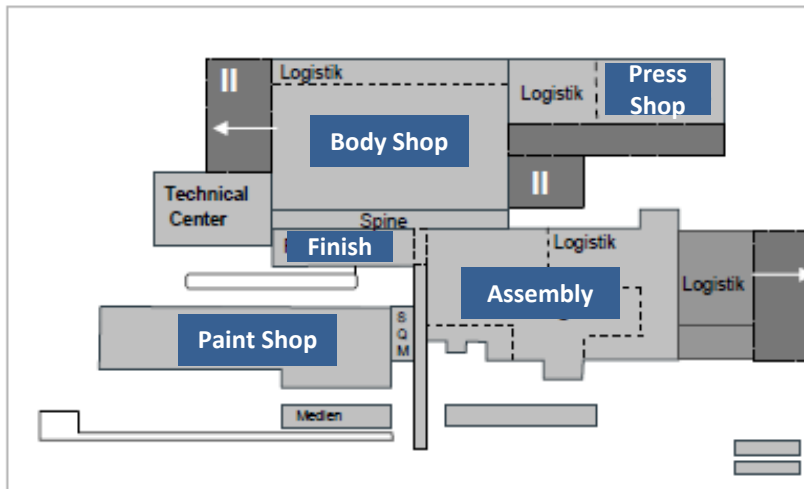 II
Logistik
Body Shop
Logistik
Press
Shop
II
Technical
Center
Spine
Finish
Logistik
Assembly
Logistik
Paint Shop
S
Q
M
Medien